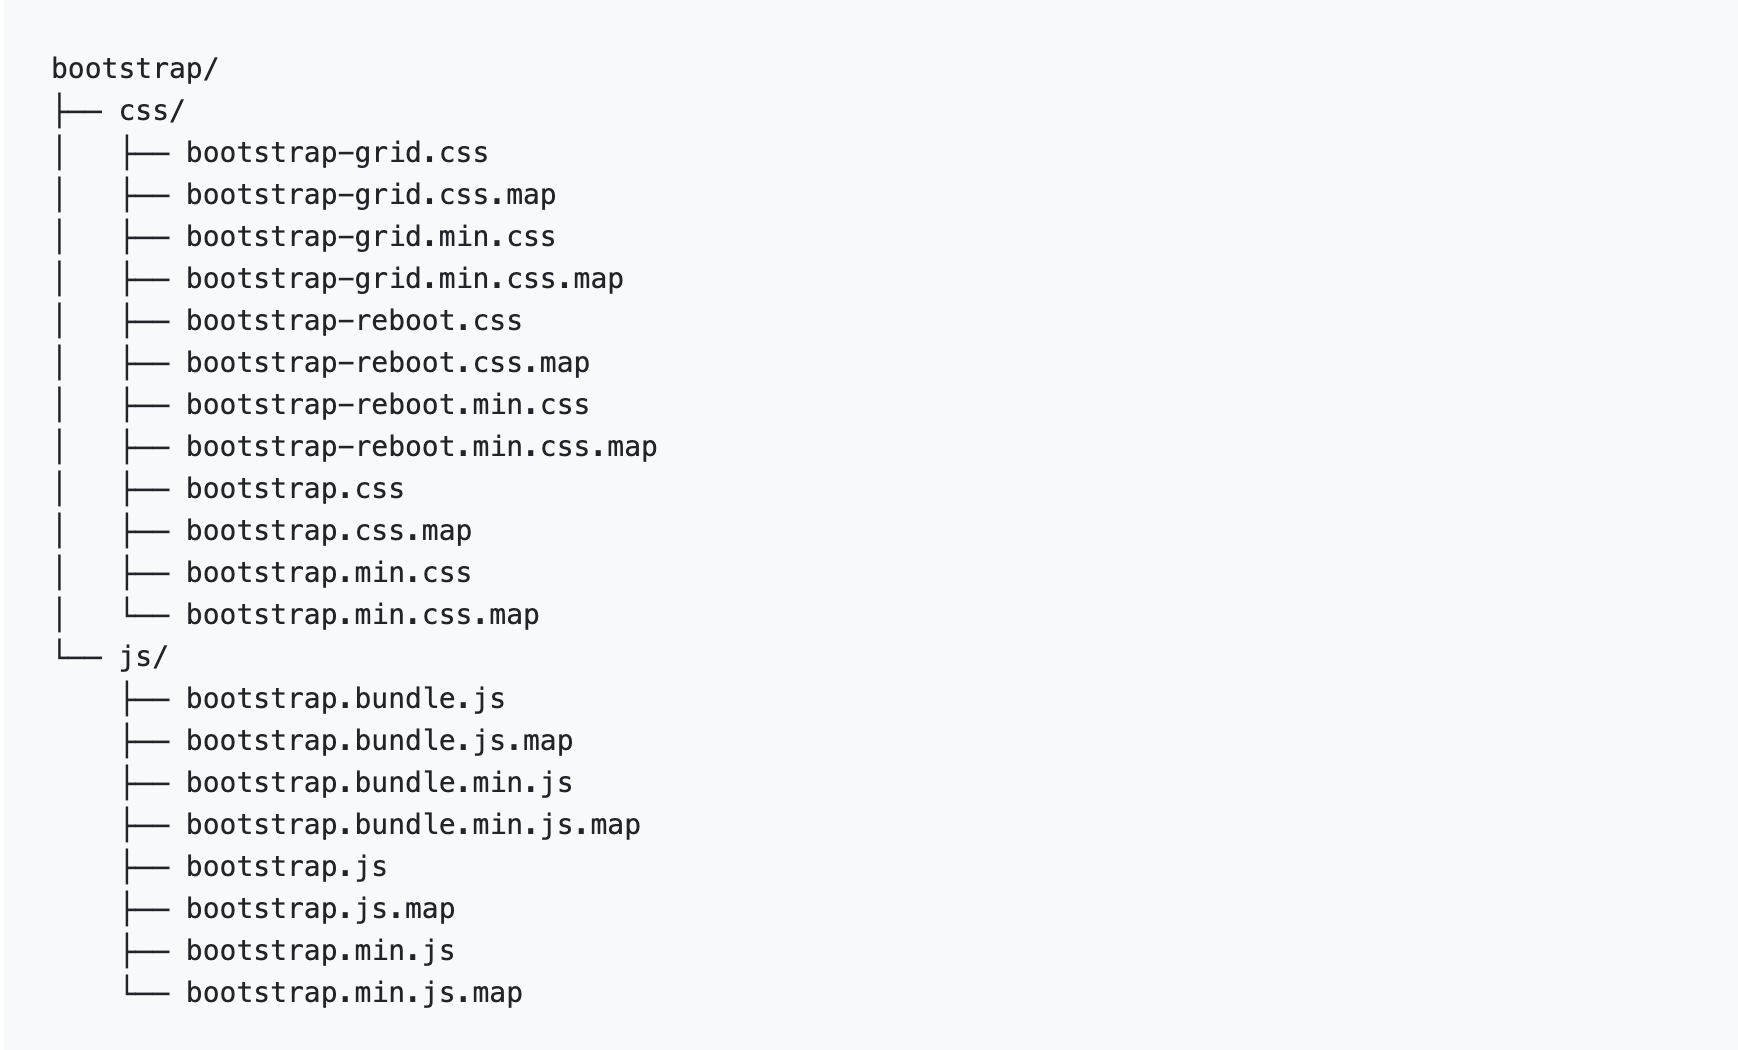 bootstrap/
├── css/
│   ├── bootstrap-grid.css
│   ├── bootstrap-grid.css.map
│   ├── bootstrap-grid.min.css
│   ├── bootstrap-grid.min.css.map
│   ├── bootstrap-reboot.css
│   ├── bootstrap-reboot.css.map
│   ├── bootstrap-reboot.min.css
│   ├── bootstrap-reboot.min.css.map
│   ├── bootstrap.css
│   ├── bootstrap.css.map
│   ├── bootstrap.min.css
│   └── bootstrap.min.css.map
└── js/
    ├── bootstrap.bundle.js
    ├── bootstrap.bundle.js.map
    ├── bootstrap.bundle.min.js
    ├── bootstrap.bundle.min.js.map
    ├── bootstrap.js
    ├── bootstrap.js.map
    ├── bootstrap.min.js
    └── bootstrap.min.js.map